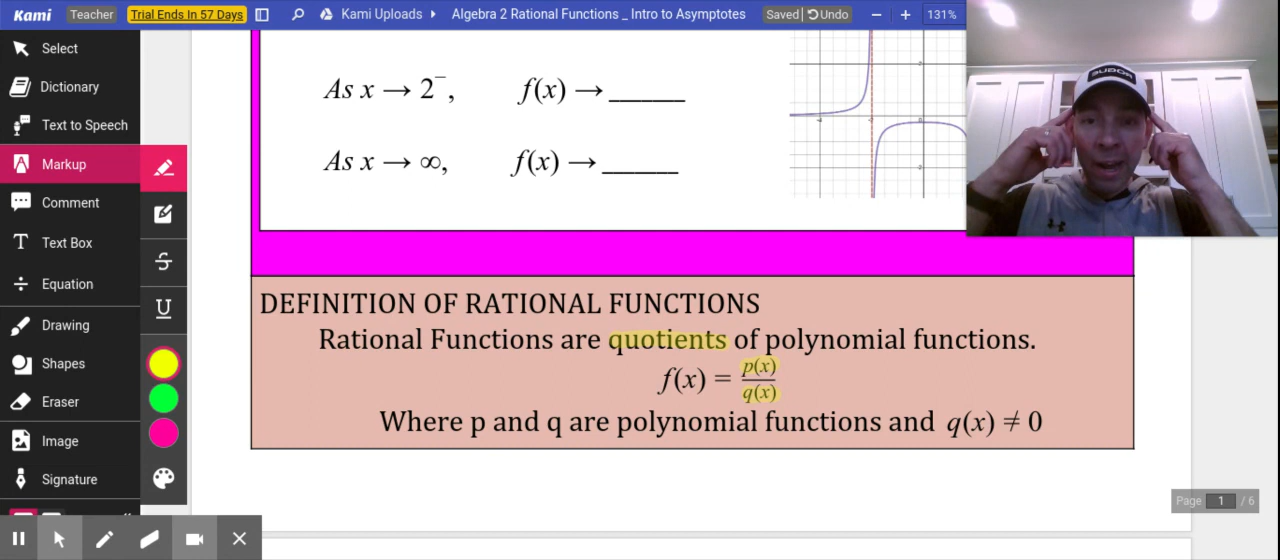 Kami
Teacher
Trial Ends In 57 Days
Kami Uploads
Algebra 2 Rational Functions _ Intro to Asymptotes
Saved
Undo
131%
Select
Dictionary
Text to Speech
Markup
Comment
Text Box
Equation
Drawing
Shapes
Eraser
Image
Signature
As x → 2⁻, f(x) → ______
As x → ∞, f(x) → ______
DEFINITION OF RATIONAL FUNCTIONS
Rational Functions are quotients of polynomial functions.
f(x) = p(x)/q(x)
Where p and q are polynomial functions and q(x) ≠ 0
Page 1 / 6